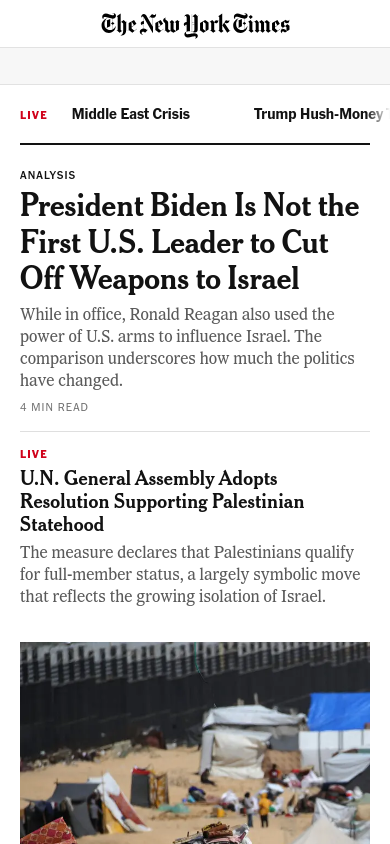 The New York Times
LIVE Middle East Crisis Trump Hush-Money
ANALYSIS
President Biden Is Not the
First U.S. Leader to Cut
Off Weapons to Israel
While in office, Ronald Reagan also used the
power of U.S. arms to influence Israel. The
comparison underscores how much the politics
have changed.
4 MIN READ
LIVE
U.N. General Assembly Adopts
Resolution Supporting Palestinian
Statehood
The measure declares that Palestinians qualify
for full-member status, a largely symbolic move
that reflects the growing isolation of Israel.